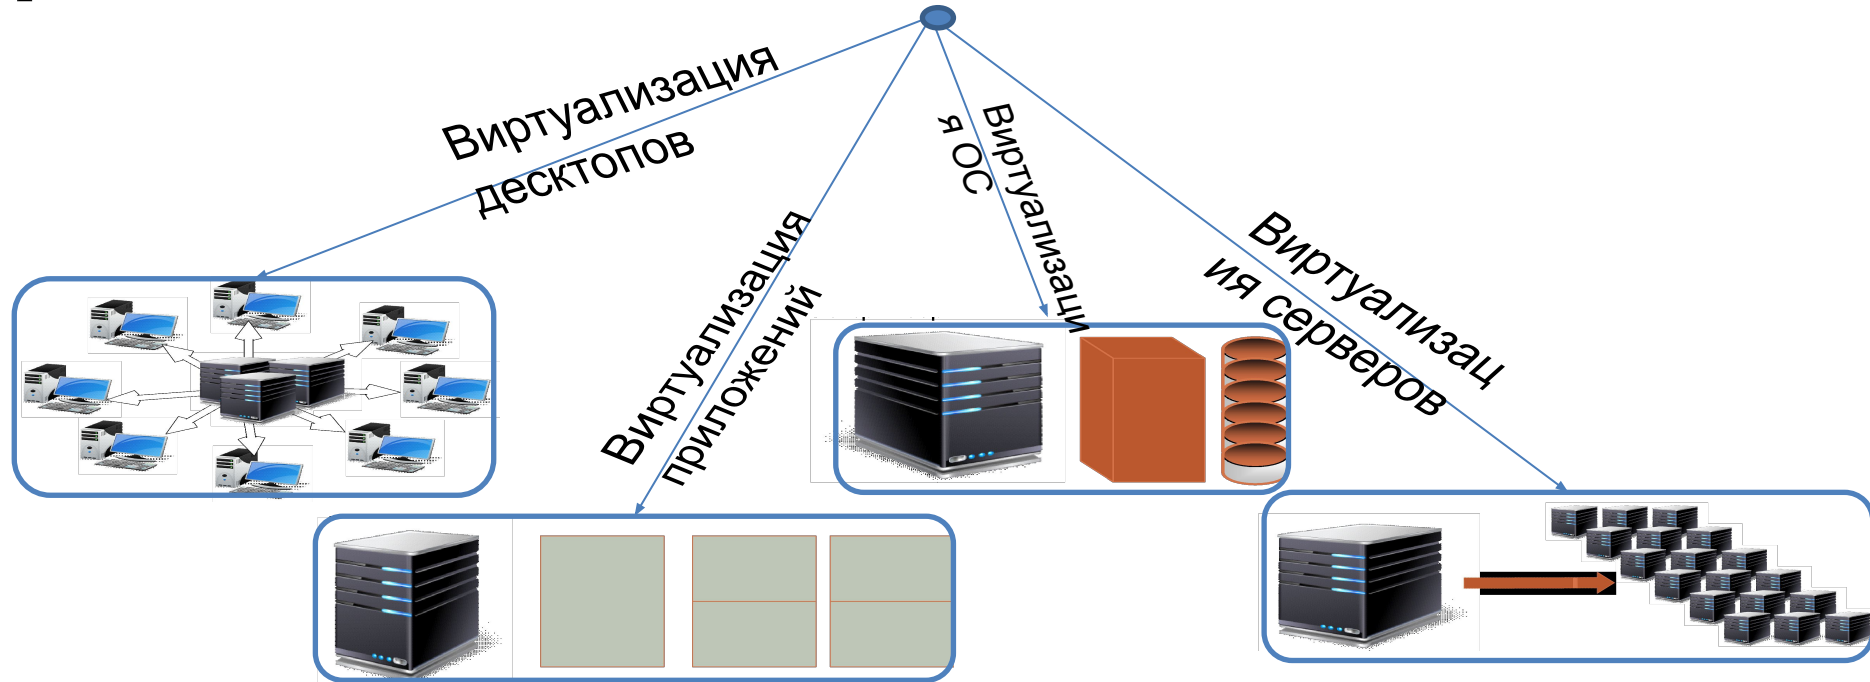 Виртуализация
десктопов
Виртуализация
приложений
Виртуализаци
я ОС
Виртуализац
ия серверов